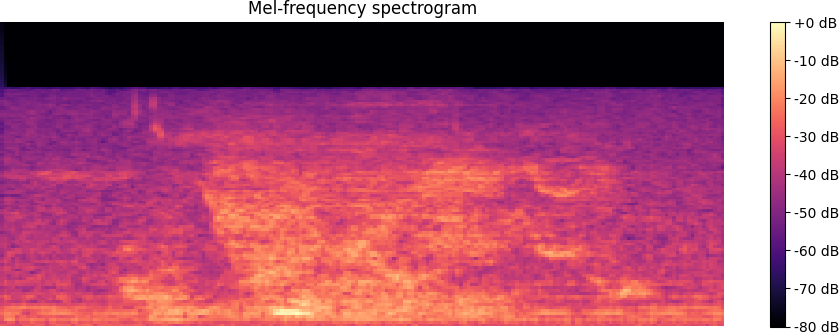 Mel-frequency spectrogram
+0 dB
-10 dB
-20 dB
-30 dB
-40 dB
-50 dB
-60 dB
-70 dB
-80 dB